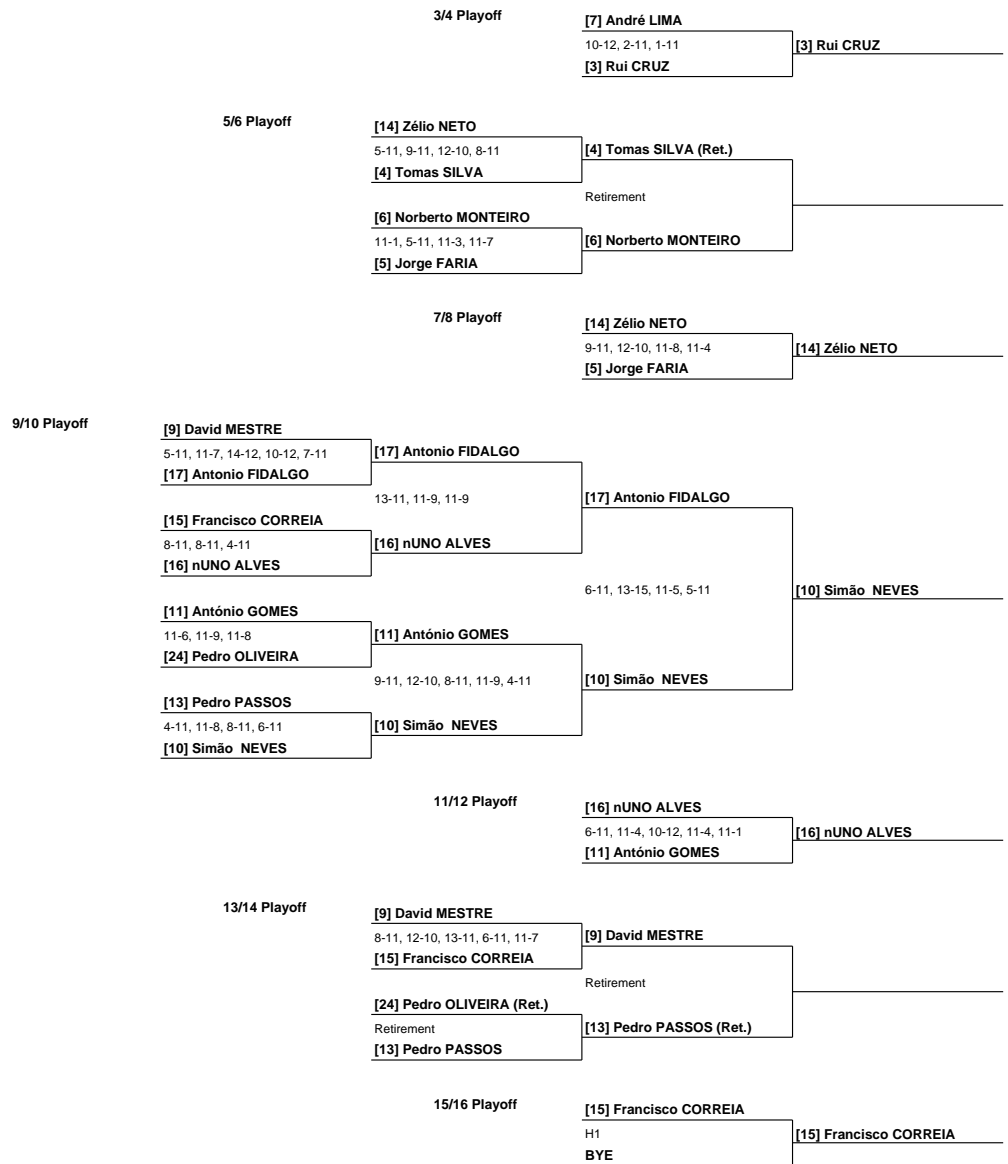 3/4 Playoff
[7] André LIMA
10-12, 2-11, 1-11
[3] Rui CRUZ
[3] Rui CRUZ
5/6 Playoff
[14] Zélio NETO
5-11, 9-11, 12-10, 8-11
[4] Tomas SILVA (Ret.)
[4] Tomas SILVA
Retirement
[6] Norberto MONTEIRO
11-1, 5-11, 11-3, 11-7
[6] Norberto MONTEIRO
[5] Jorge FARIA
7/8 Playoff
[14] Zélio NETO
9-11, 12-10, 11-8, 11-4
[14] Zélio NETO
[5] Jorge FARIA
9/10 Playoff
[9] David MESTRE
5-11, 11-7, 14-12, 10-12, 7-11
[17] Antonio FIDALGO
[17] Antonio FIDALGO
13-11, 11-9, 11-9
[17] Antonio FIDALGO
[15] Francisco CORREIA
8-11, 8-11, 4-11
[16] nUNO ALVES
[16] nUNO ALVES
6-11, 13-15, 11-5, 5-11
[10] Simão  NEVES
[11] António GOMES
11-6, 11-9, 11-8
[11] António GOMES
[24] Pedro OLIVEIRA
9-11, 12-10, 8-11, 11-9, 4-11
[10] Simão  NEVES
[13] Pedro PASSOS
4-11, 11-8, 8-11, 6-11
[10] Simão  NEVES
[10] Simão  NEVES
11/12 Playoff
[16] nUNO ALVES
6-11, 11-4, 10-12, 11-4, 11-1
[16] nUNO ALVES
[11] António GOMES
13/14 Playoff
[9] David MESTRE
8-11, 12-10, 13-11, 6-11, 11-7
[9] David MESTRE
[15] Francisco CORREIA
Retirement
[24] Pedro OLIVEIRA (Ret.)
Retirement
[13] Pedro PASSOS (Ret.)
[13] Pedro PASSOS
15/16 Playoff
[15] Francisco CORREIA
H1
[15] Francisco CORREIA
BYE